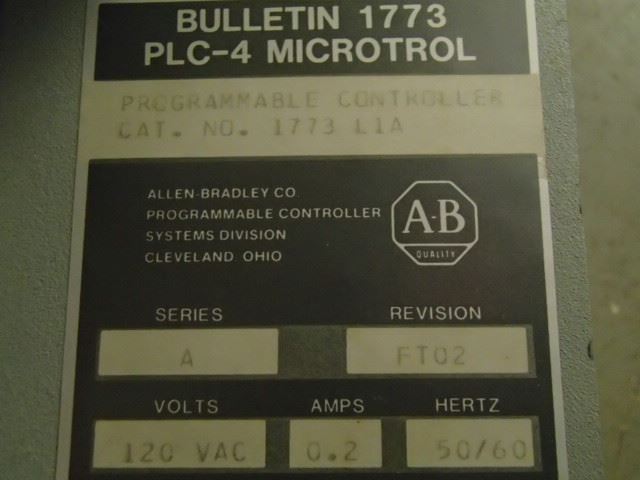 BULLETIN 1773
PLC-4 MICROTROL
PROGRAMMABLE CONTROLLER
CAT. NO. 1773 L1A
ALLEN-BRADLEY CO
PROGRAMMABLE CONTROLLER
SYSTEMS DIVISION
CLEVELAND OHIO
A-B
QUALITY
SERIES REVISION
A FT02
VOLTS AMPS HERTZ
120 VAC 0.2 50/60